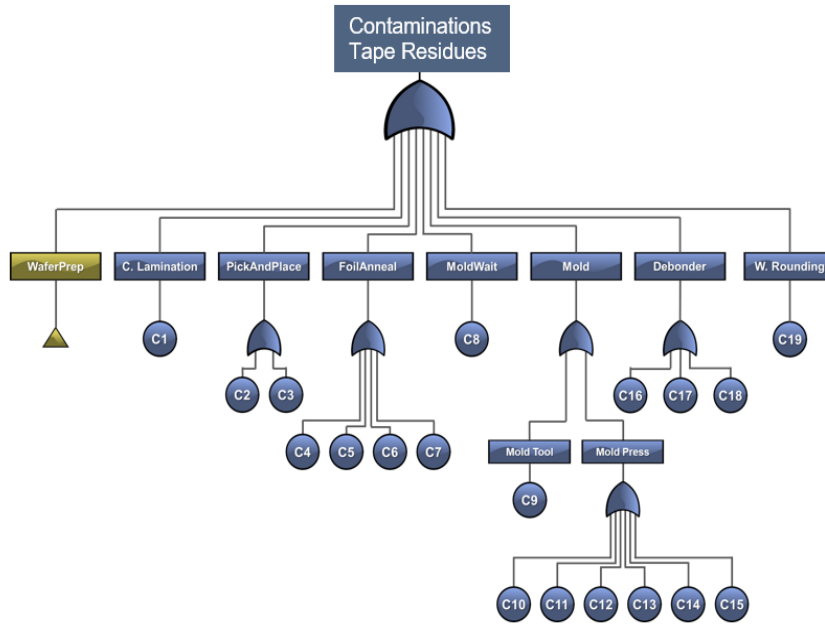 Contaminations
Tape Residues
WaferPrep
C. Lamination
PickAndPlace
FoilAnneal
MoldWait
Mold
Debonder
W. Rounding
C1
C8
C19
C2
C3
C16
C17
C18
C4
C5
C6
C7
Mold Tool
Mold Press
C9
C10
C11
C12
C13
C14
C15